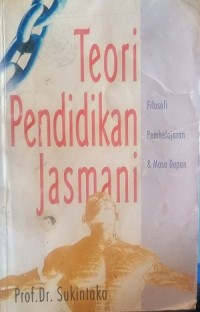 Teori
Pendidikan
Jasmani
Filosofi
Pembelajaran
& Masa Depan
Prof. Dr. Sukintaka